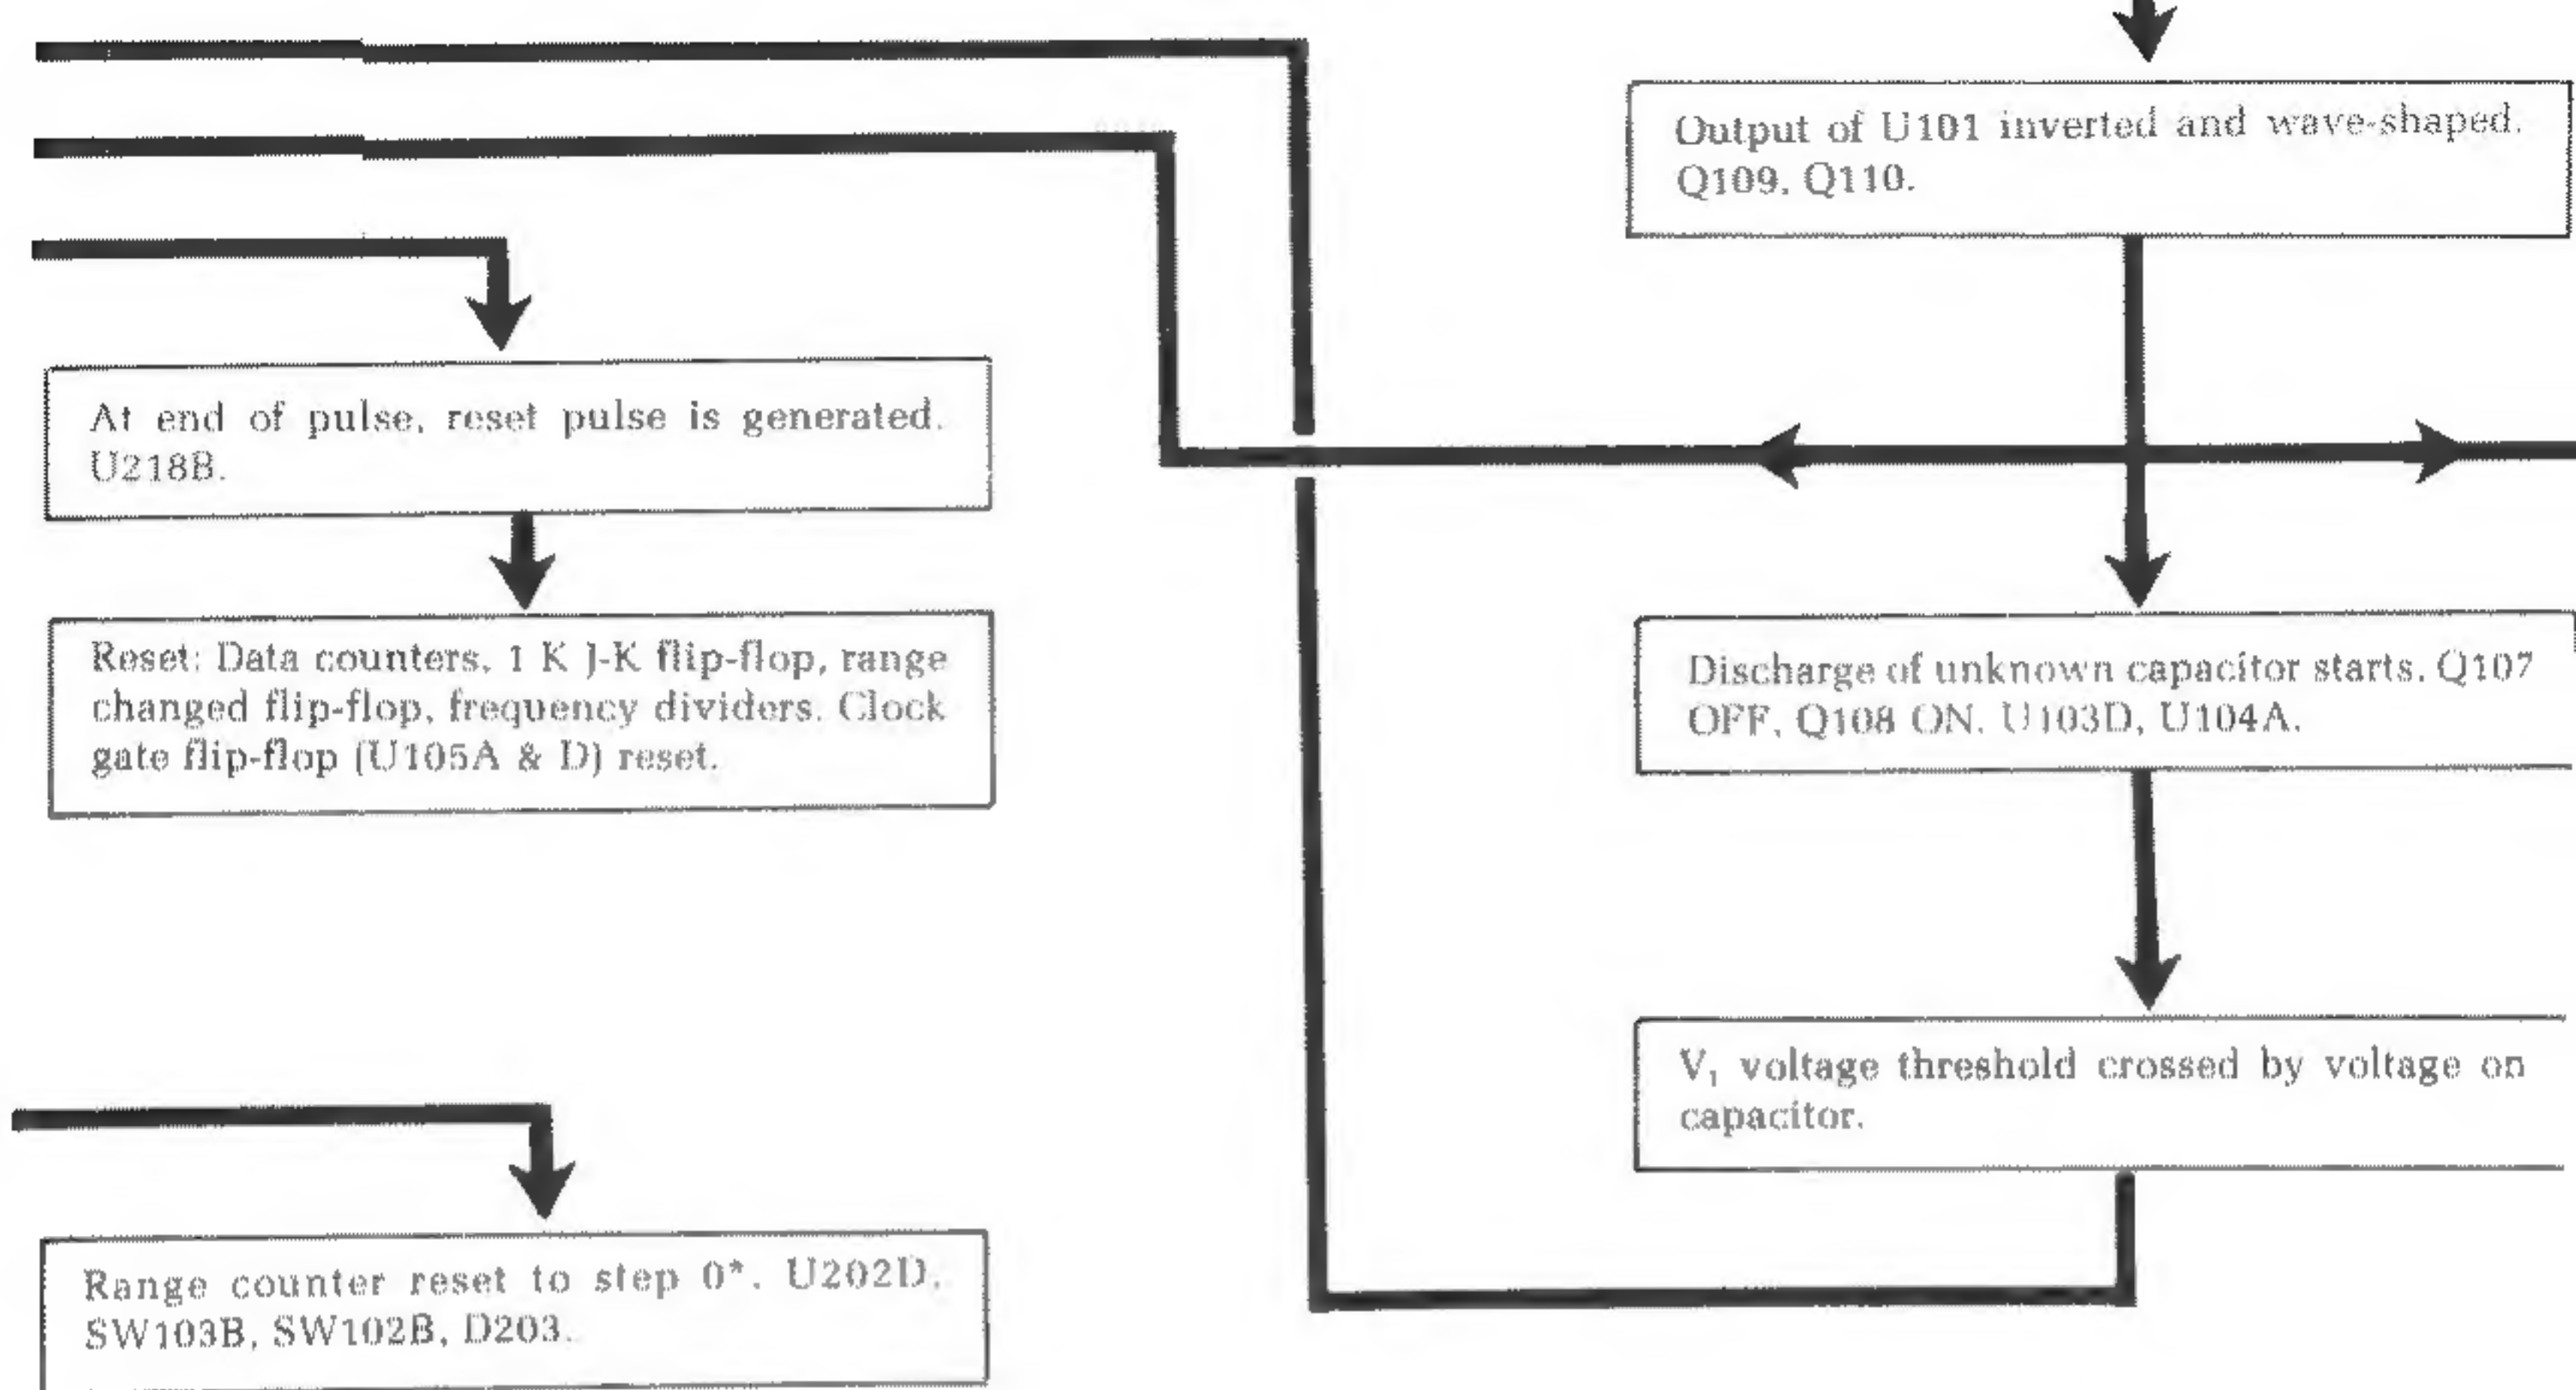 Output of U101 inverted and wave-shaped.
Q109, Q110.
At end of pulse, reset pulse is generated.
U218B.
Reset: Data counters, 1 K J-K flip-flop, range
changed flip-flop, frequency dividers. Clock
gate flip-flop (U105A & D) reset.
Discharge of unknown capacitor starts. Q107
OFF, Q108 ON. U103D, U104A.
V₁ voltage threshold crossed by voltage on
capacitor.
Range counter reset to step 0*. U202D,
SW103B, SW102B, D203.